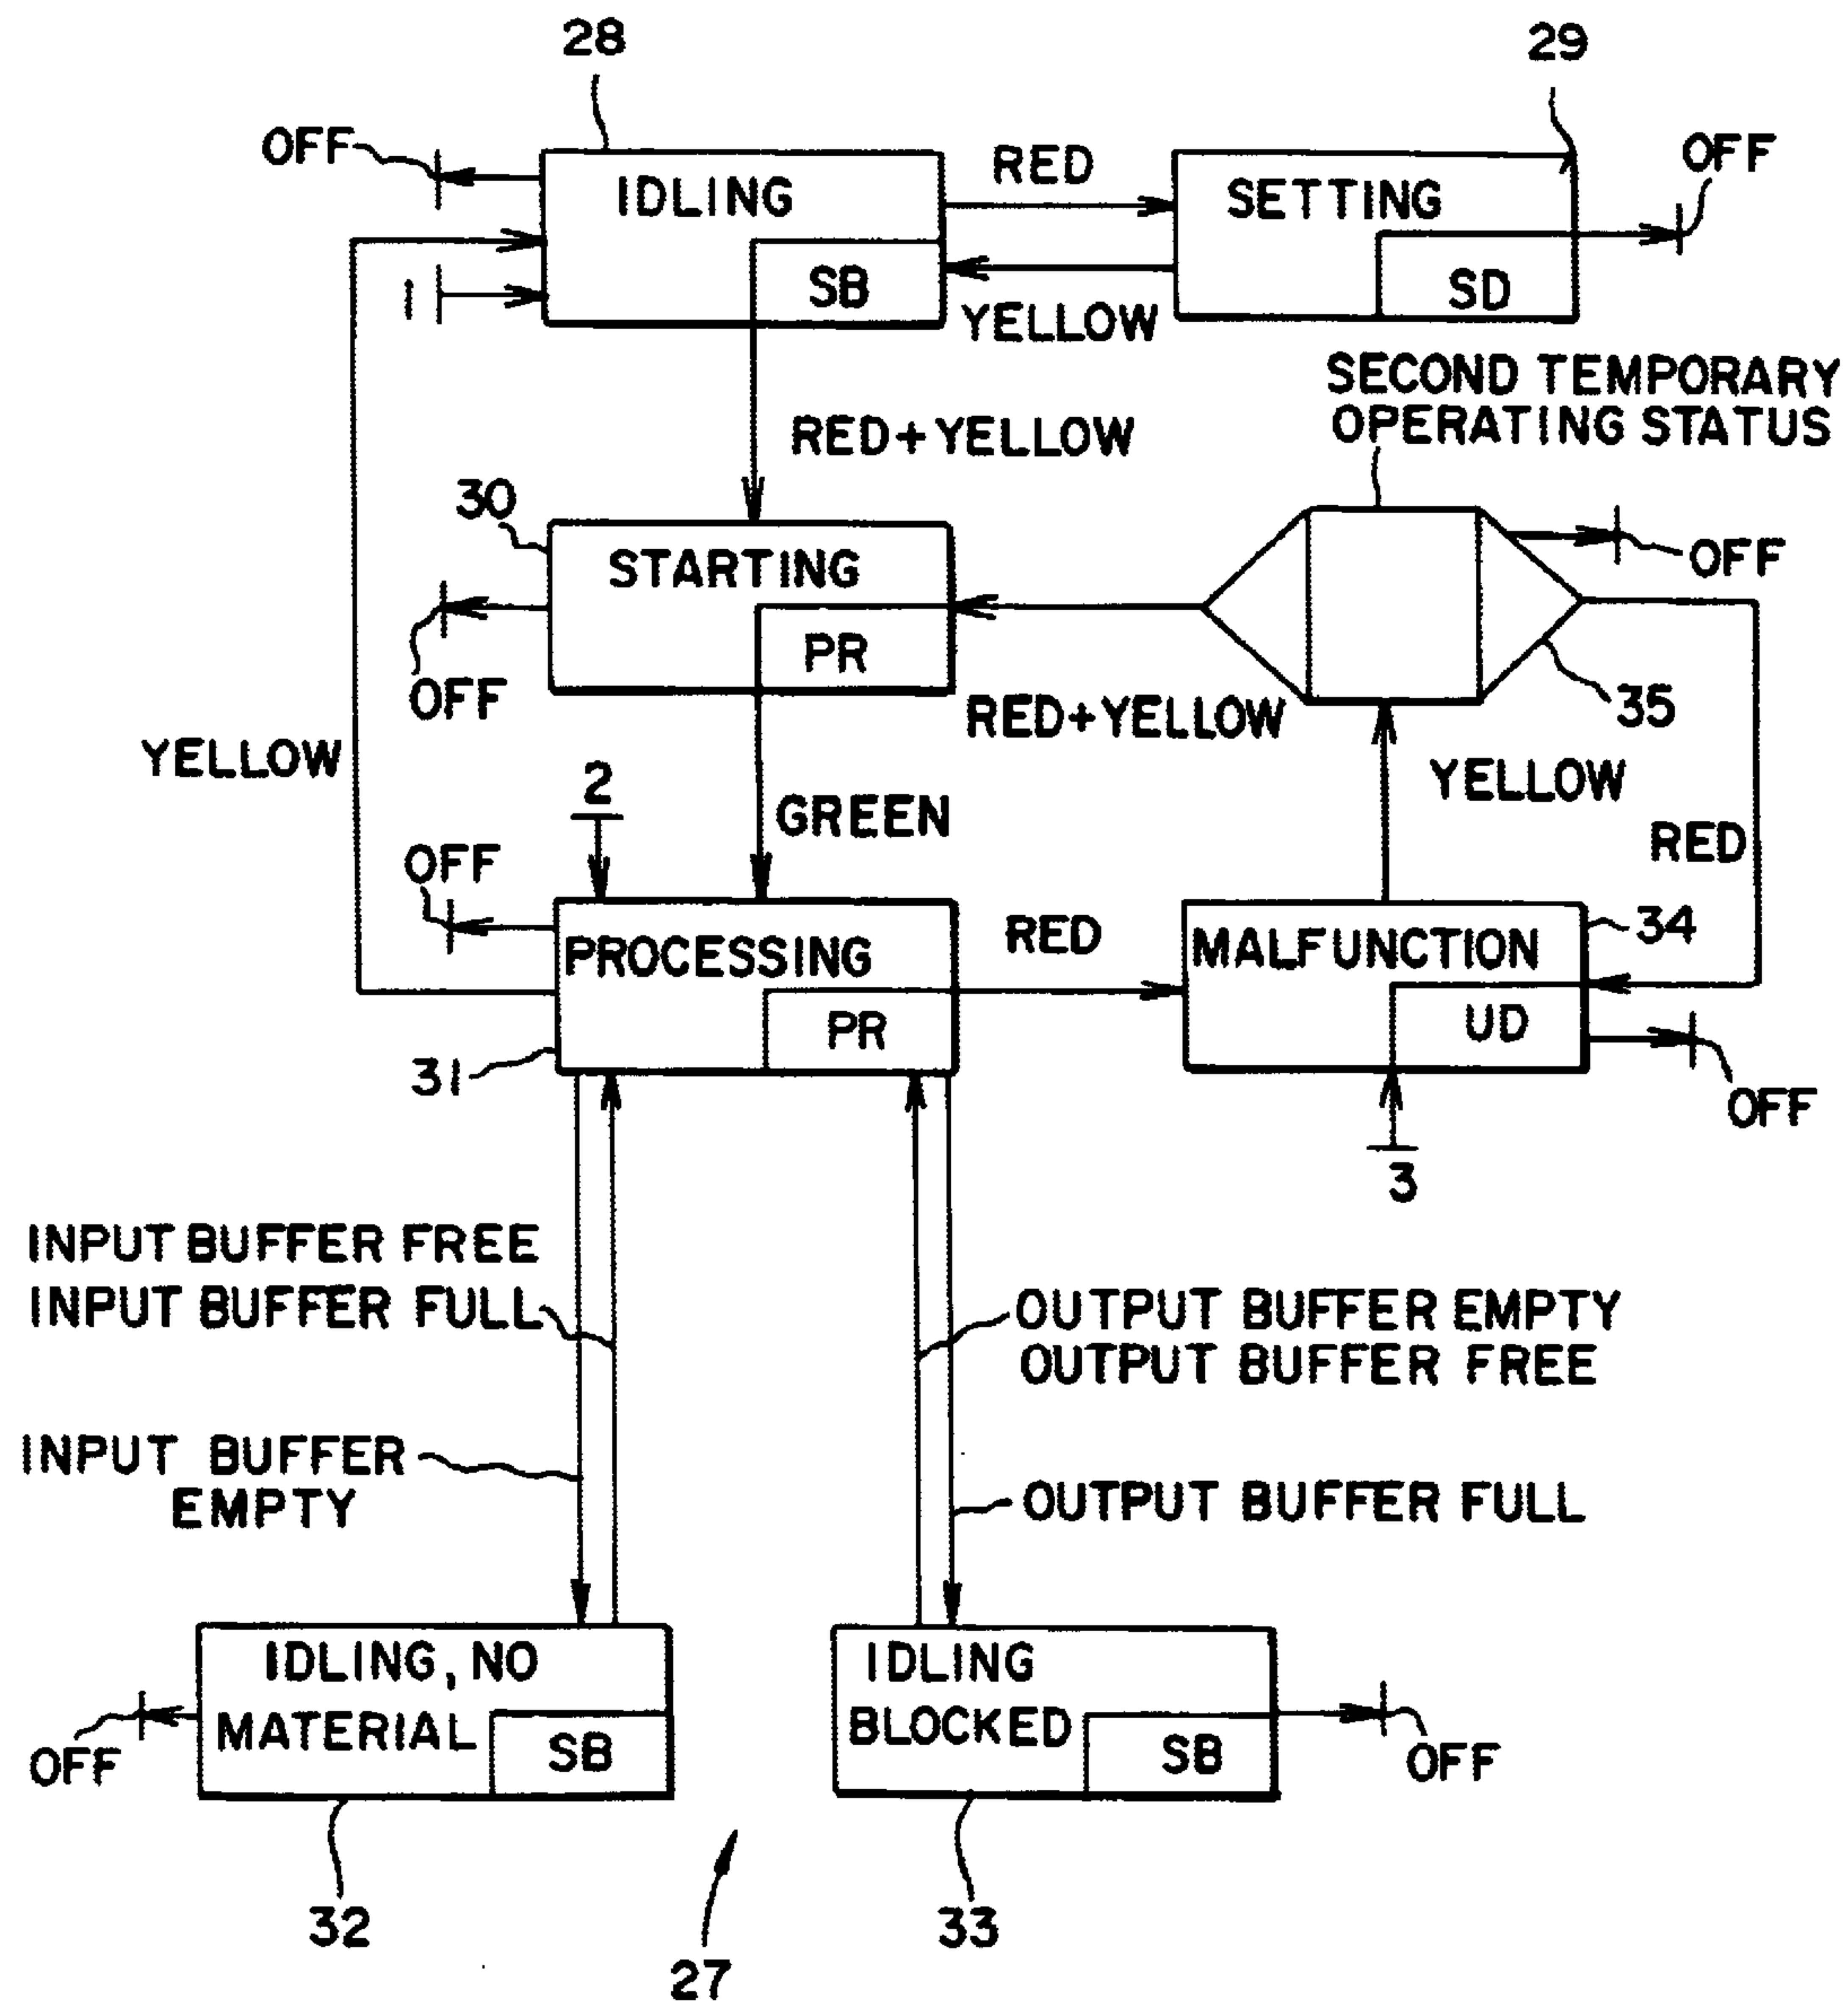 28
29
OFF
IDLING
SB
RED
SETTING
SD
OFF
1
YELLOW
RED+YELLOW
SECOND TEMPORARY
OPERATING STATUS
30
STARTING
PR
OFF
OFF
RED+YELLOW
35
YELLOW
YELLOW
2
GREEN
RED
OFF
PROCESSING
PR
RED
MALFUNCTION
UD
34
31
OFF
3
INPUT BUFFER FREE
INPUT BUFFER FULL
OUTPUT BUFFER EMPTY
OUTPUT BUFFER FREE
INPUT BUFFER
EMPTY
OUTPUT BUFFER FULL
IDLING, NO
MATERIAL
SB
OFF
IDLING
BLOCKED
SB
OFF
32
33
27